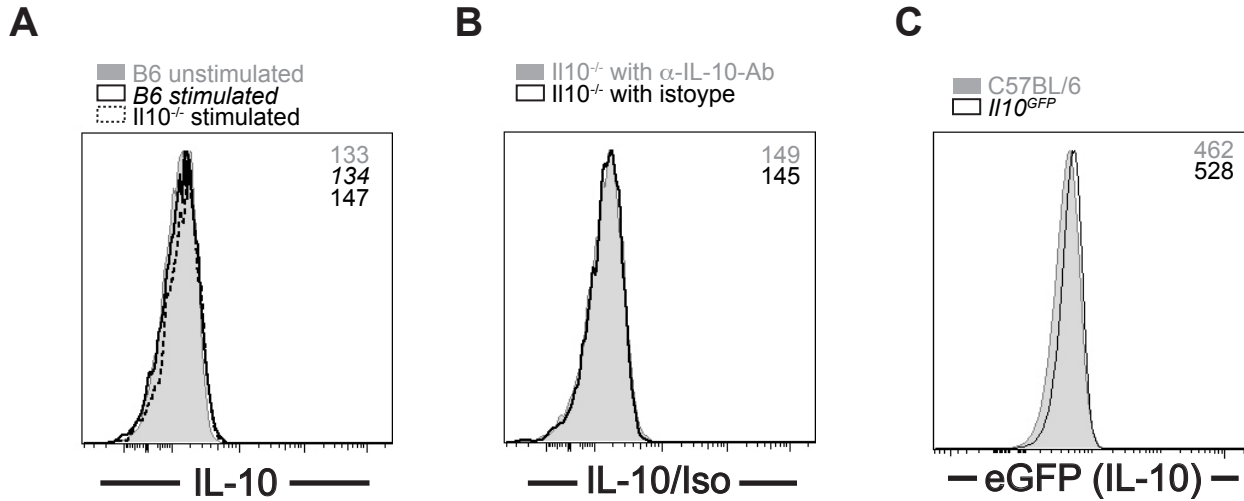 A
B6 unstimulated
B6 stimulated
Il10-/- stimulated
133
134
147
IL-10
B
Il10-/- with α-IL-10-Ab
Il10-/- with istoype
149
145
IL-10/Iso
C
C57BL/6
Il10GFP
462
528
eGFP (IL-10)